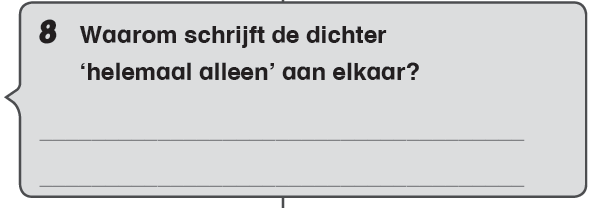 8 Waarom schrijft de dichter
‘helemaal alleen’ aan elkaar?